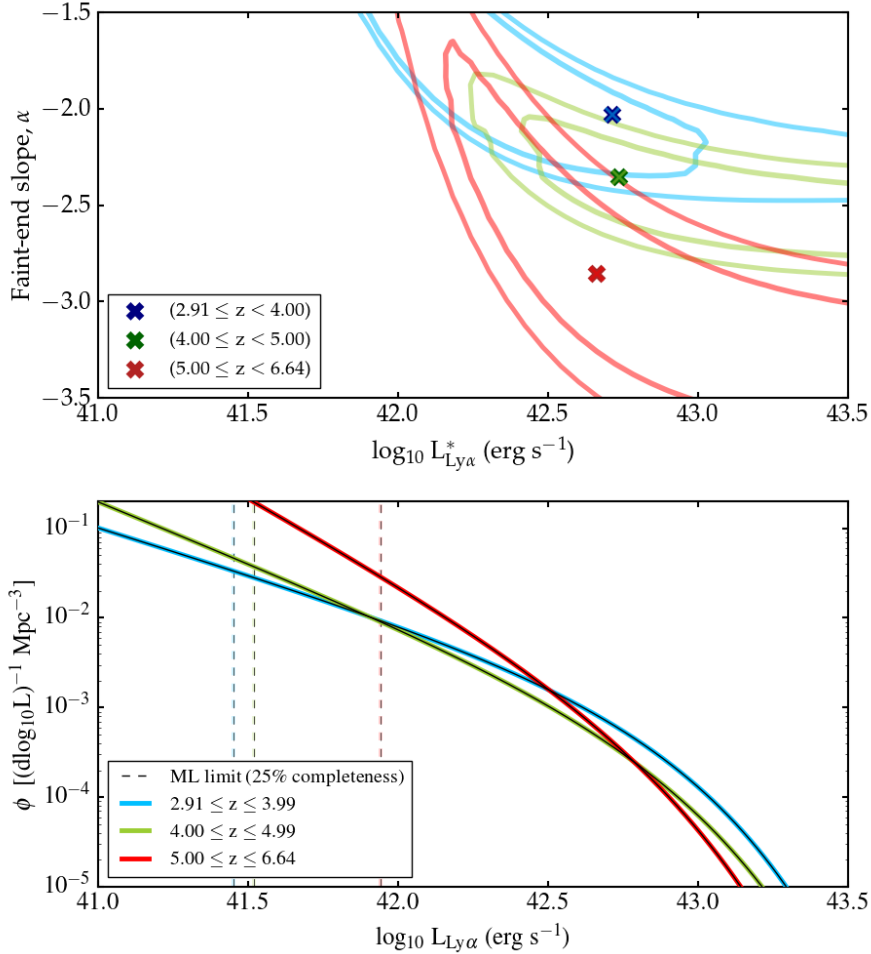 −1.5
−2.0
−2.5
−3.0
−3.5
Faint-end slope, α
(2.91 ≤ z < 4.00)
(4.00 ≤ z < 5.00)
(5.00 ≤ z < 6.64)
41.0 41.5 42.0 42.5 43.0 43.5
log₁₀ L*_Lyα (erg s⁻¹)
10⁻¹
10⁻²
10⁻³
10⁻⁴
10⁻⁵
ϕ [(dlog₁₀L)⁻¹ Mpc⁻³]
ML limit (25% completeness)
2.91 ≤ z ≤ 3.99
4.00 ≤ z ≤ 4.99
5.00 ≤ z ≤ 6.64
41.0 41.5 42.0 42.5 43.0 43.5
log₁₀ L_Lyα (erg s⁻¹)